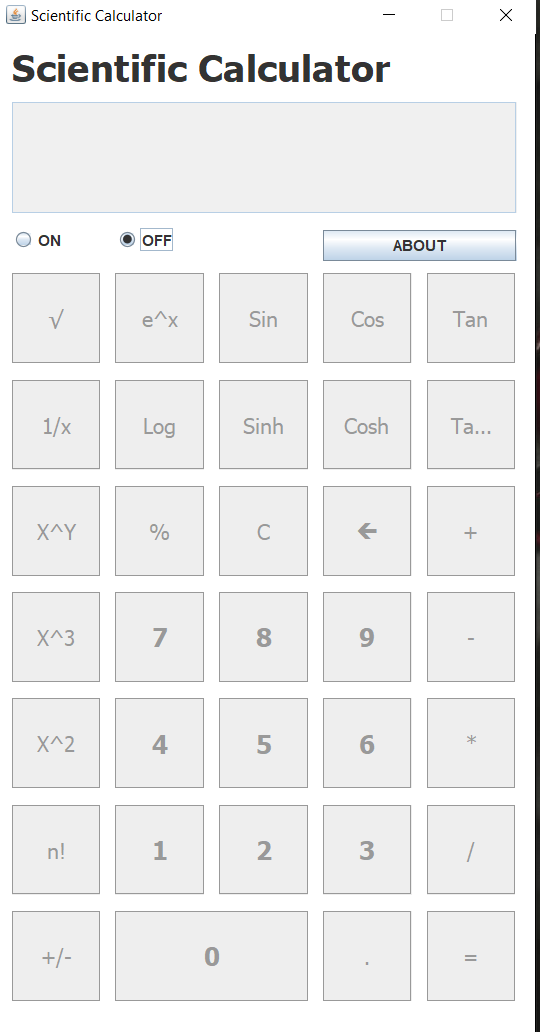 Scientific Calculator
Scientific Calculator
ON OFF ABOUT
√ e^x Sin Cos Tan
1/x Log Sinh Cosh Ta...
X^Y % C ← +
X^3 7 8 9 -
X^2 4 5 6 *
n! 1 2 3 /
+/- 0 . =